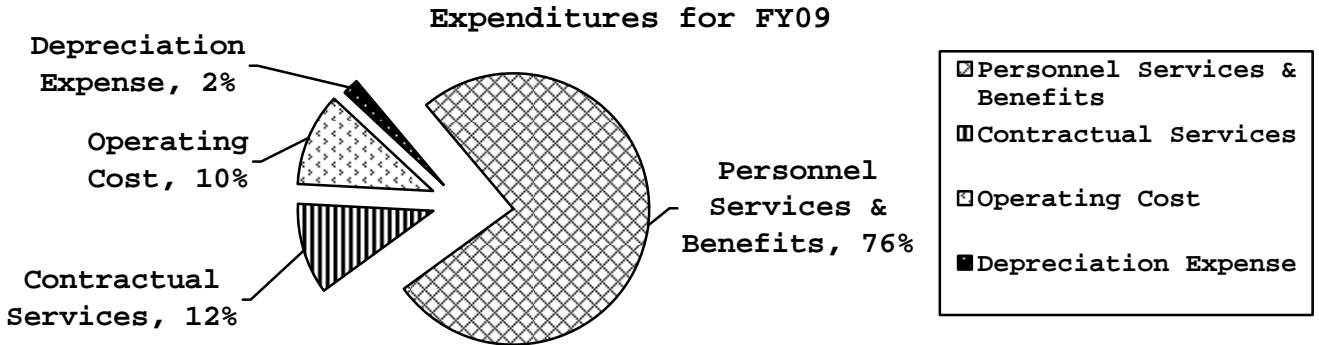 Expenditures for FY09
Depreciation
Expense, 2%
Operating
Cost, 10%
Contractual
Services, 12%
Personnel
Services &
Benefits, 76%
Personnel Services &
Benefits
Contractual Services
Operating Cost
Depreciation Expense